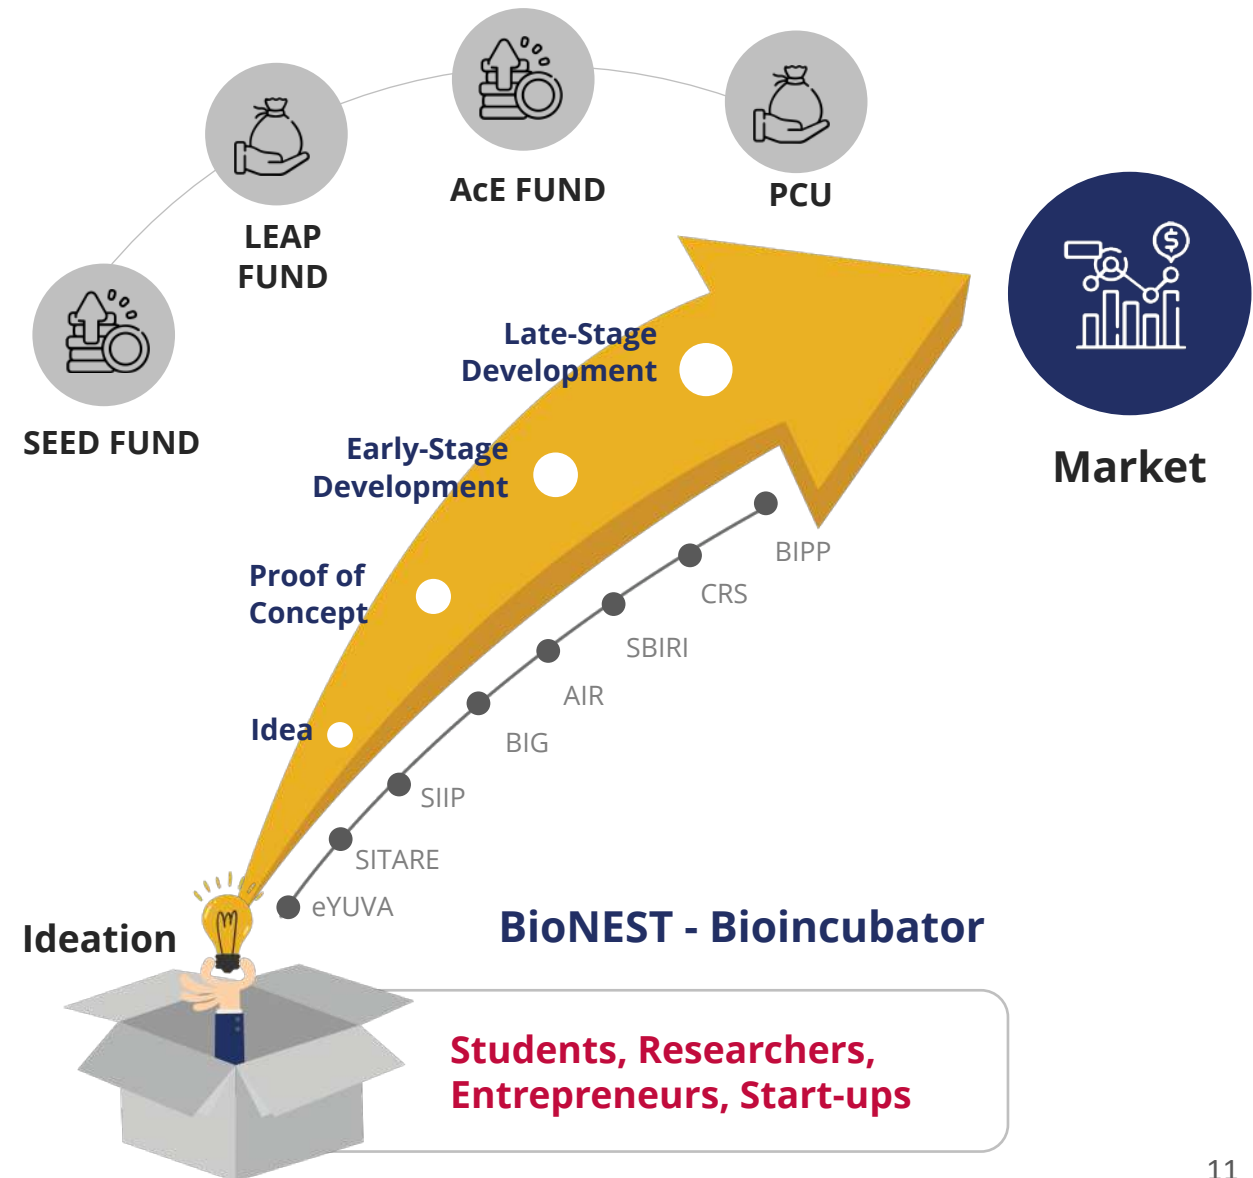 AcE FUND
PCU
LEAP
FUND
SEED FUND
$
Late-Stage
Development
Early-Stage
Development
Market
Proof of
Concept
Idea
BIPP
CRS
SBIRI
AIR
BIG
SIIP
SITARE
eYUVA
Ideation
BioNEST - Bioincubator
Students, Researchers,
Entrepreneurs, Start-ups
11